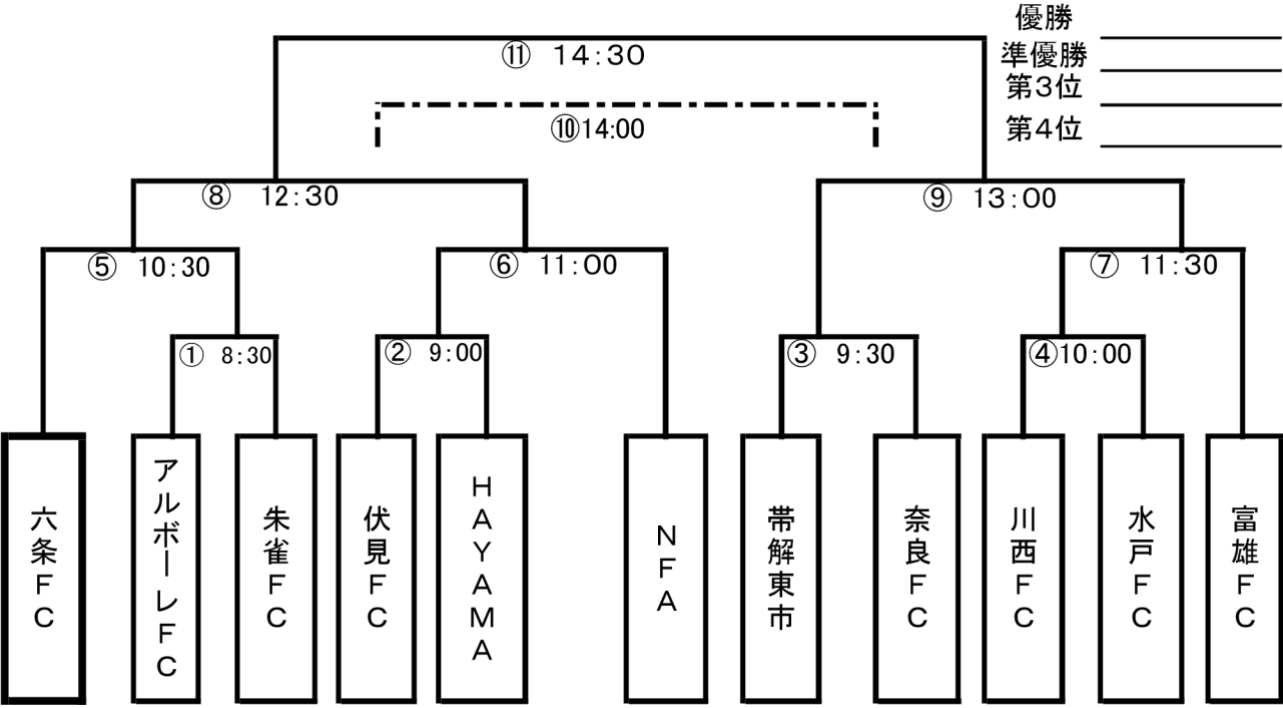 優勝
準優勝
第3位
第4位
⑪ 14:30
⑩14:00
⑧ 12:30
⑨ 13:00
⑤ 10:30
⑥ 11:00
⑦ 11:30
① 8:30
② 9:00
③ 9:30
④10:00
六条FC
アルボーレFC
朱雀FC
伏見FC
HAYAMA
NFA
帯解東市
奈良FC
川西FC
水戸FC
富雄FC